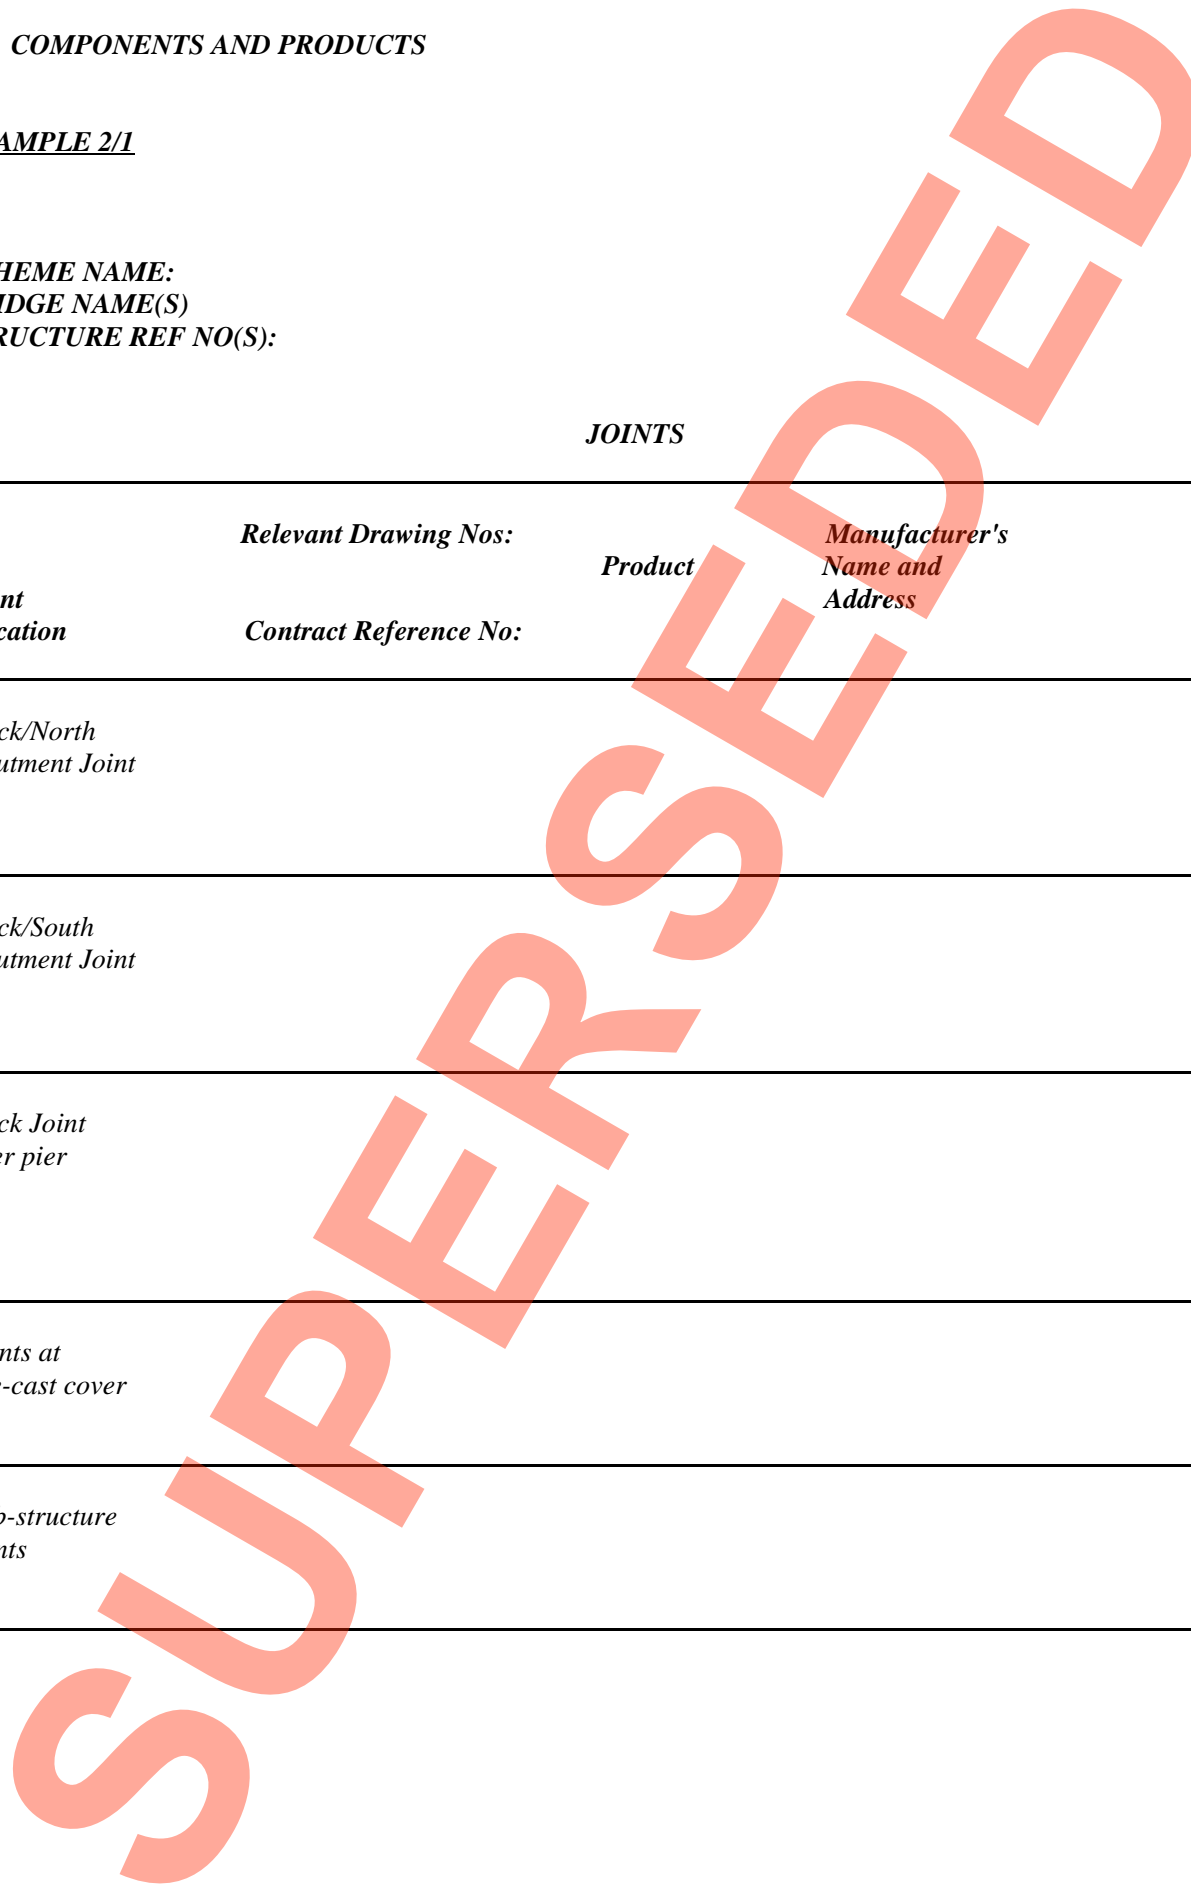 COMPONENTS AND PRODUCTS
AMPLE 2/1
HEME NAME:
IDGE NAME(S)
RUCTURE REF NO(S):
JOINTS
Relevant Drawing Nos: Manufacturer's
Product Name and
nt Address
cation Contract Reference No:
ck/North
utment Joint
ck/South
utment Joint
ck Joint
er pier
nts at
-cast cover
-structure
nts
SUPERSEDED